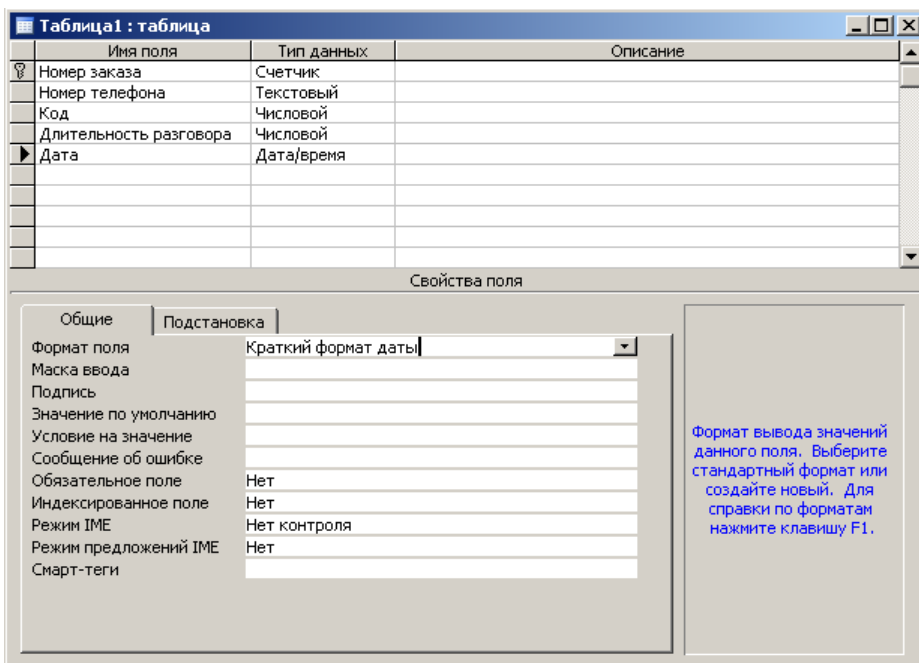 Таблица1 : таблица
Имя поля Тип данных Описание
Номер заказа Счетчик
Номер телефона Текстовый
Код Числовой
Длительность разговора Числовой
Дата Дата/время
Свойства поля
Общие Подстановка
Формат поля Краткий формат даты
Маска ввода
Подпись
Значение по умолчанию
Условие на значение
Сообщение об ошибке
Обязательное поле Нет
Индексированное поле Нет
Режим IME Нет контроля
Режим предложений IME Нет
Смарт-теги
Формат вывода значений
данного поля. Выберите
стандартный формат или
создайте новый. Для
справки по форматам
нажмите клавишу F1.